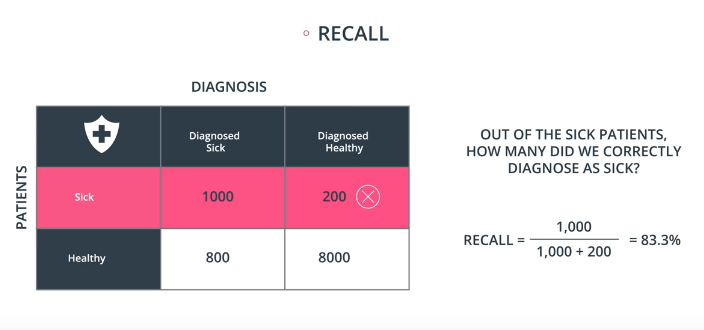 RECALL
DIAGNOSIS
Diagnosed
Sick
Diagnosed
Healthy
PATIENTS
Sick
1000
200
Healthy
800
8000
OUT OF THE SICK PATIENTS,
HOW MANY DID WE CORRECTLY
DIAGNOSE AS SICK?
RECALL = 1,000
1,000 + 200
= 83.3%